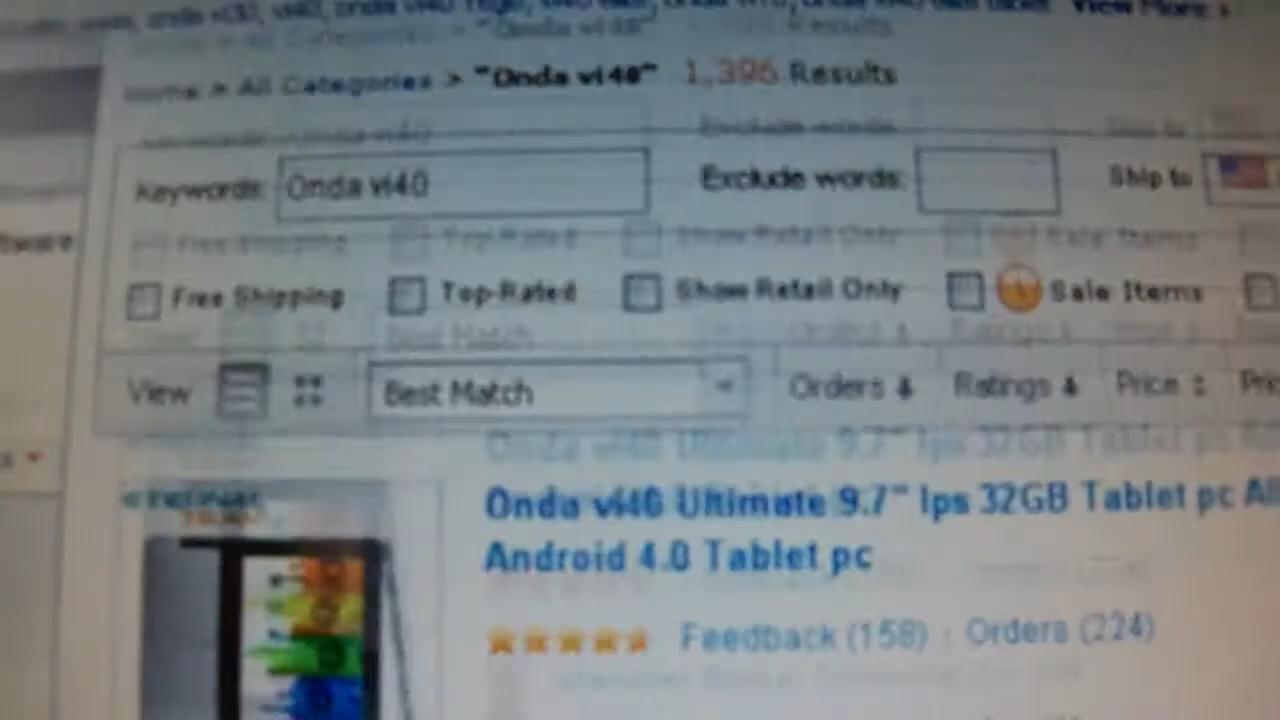 View More >
Home > All Categories > "Onda vi40" 1,396 Results
Keywords: Onda vi40 Exclude words: Ship to
Free Shipping Top-Rated Show Retail Only Sale Items
View Best Match Orders Ratings Price
Onda vi40 Ultimate 9.7" Ips 32GB Tablet pc
Android 4.0 Tablet pc
Feedback (158) Orders (224)